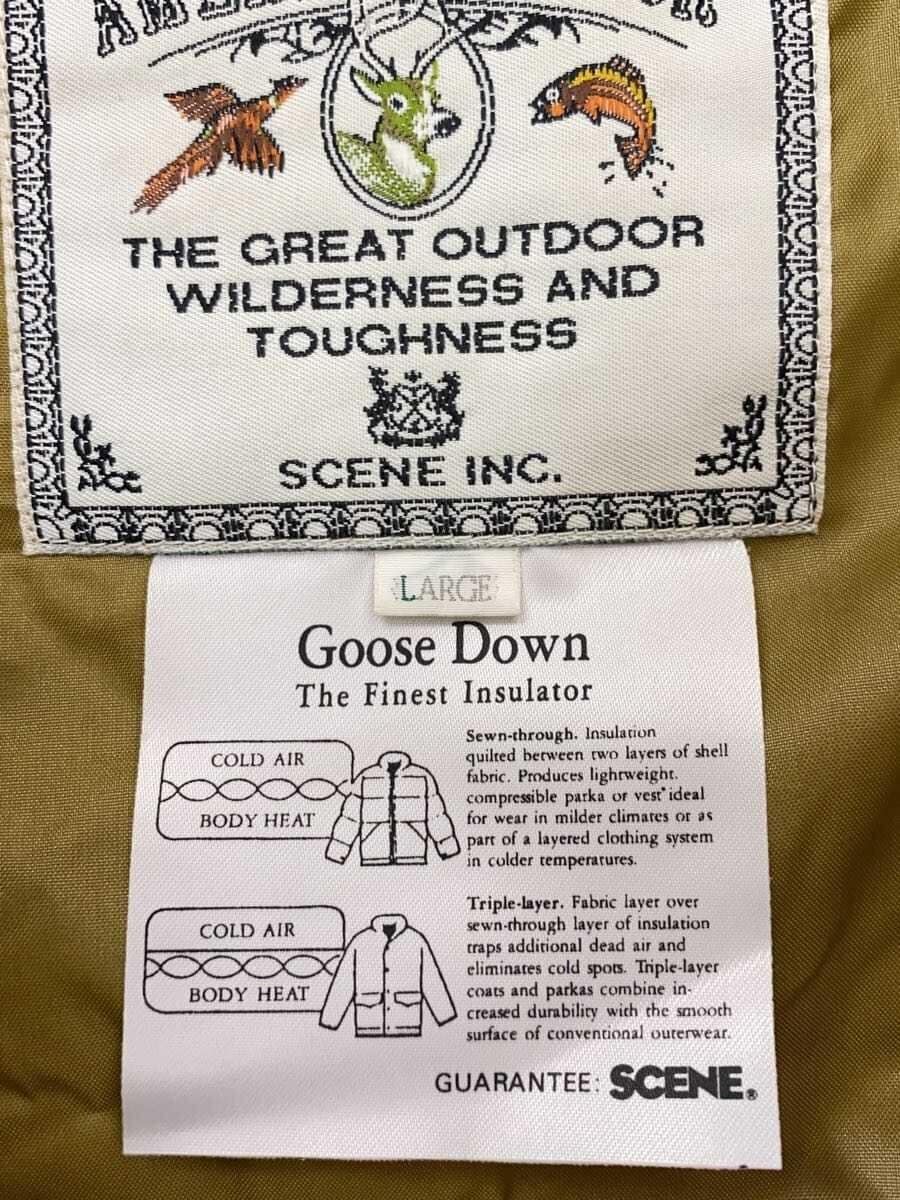 THE GREAT OUTDOOR
WILDERNESS AND
TOUGHNESS
SCENE INC.
LARGE
Goose Down
The Finest Insulator
COLD AIR
BODY HEAT
Sewn-through. Insulation
quilted between two layers of shell
fabric. Produces lightweight.
compressible parka or vest ideal
for wear in milder climates or as
part of a layered clothing system
in colder temperatures.
COLD AIR
BODY HEAT
Triple-layer. Fabric layer over
sewn-through layer of insulation
traps additional dead air and
eliminates cold spots. Triple-layer
coats and parkas combine in-
creased durability with the smooth
surface of conventional outerwear.
GUARANTEE: SCENE®